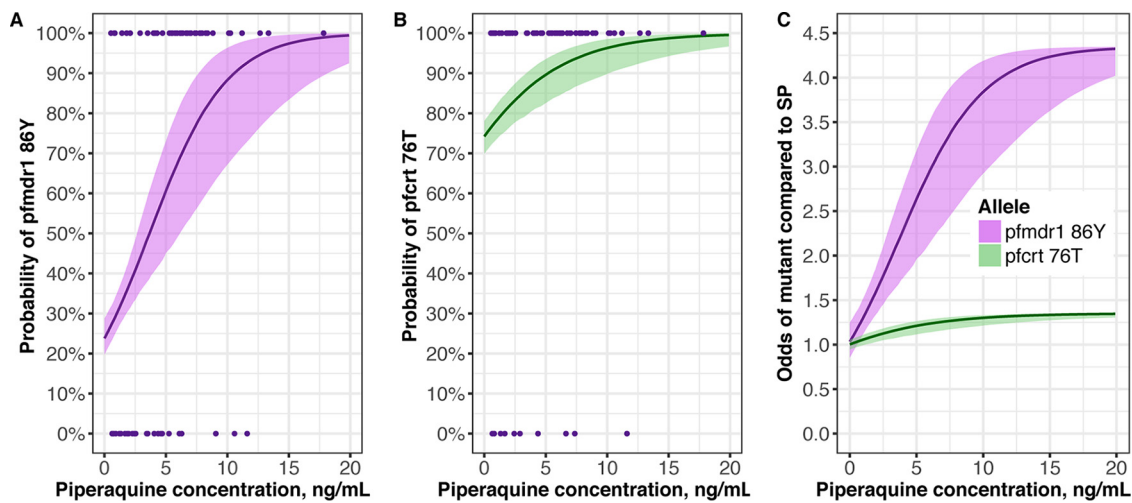 A
Probability of pfmdr1 86Y
100%
90%
80%
70%
60%
50%
40%
30%
20%
10%
0%
0 5 10 15 20
Piperaquine concentration, ng/mL
B
Probability of pfcrt 76T
100%
90%
80%
70%
60%
50%
40%
30%
20%
10%
0%
0 5 10 15 20
Piperaquine concentration, ng/mL
C
Odds of mutant compared to SP
4.5
4.0
3.5
3.0
2.5
2.0
1.5
1.0
0.5
0.0
Allele
pfmdr1 86Y
pfcrt 76T
0 5 10 15 20
Piperaquine concentration, ng/mL